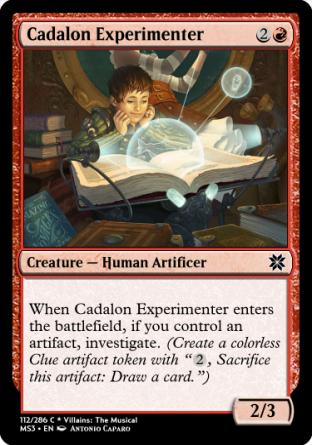 Cadalon Experimenter 2
Creature — Human Artificer
When Cadalon Experimenter enters
the battlefield, if you control an
artifact, investigate. (Create a colorless
Clue artifact token with “2, Sacrifice
this artifact: Draw a card.”)
2/3
112/286 C * Villains: The Musical
MS3 • EN Antonio Caparo